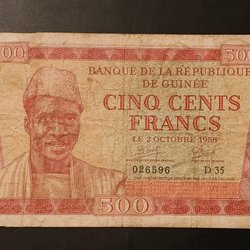 500
500
BANQUE DE LA RÉPUBLIQUE
DE GUINÉE
CINQ CENTS
FRANCS
LE 2 OCTOBRE 1958
026596
D 35
500